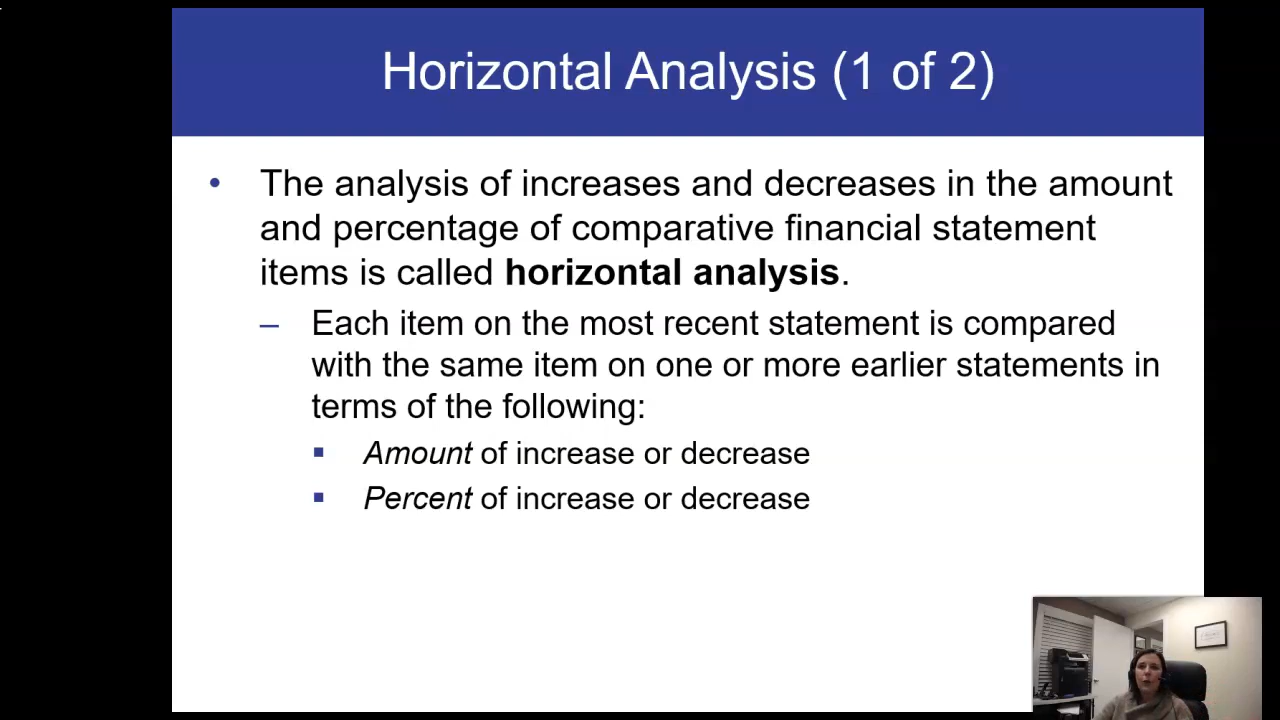 Horizontal Analysis (1 of 2)
• The analysis of increases and decreases in the amount
and percentage of comparative financial statement
items is called horizontal analysis.
– Each item on the most recent statement is compared
with the same item on one or more earlier statements in
terms of the following:
▪ Amount of increase or decrease
▪ Percent of increase or decrease